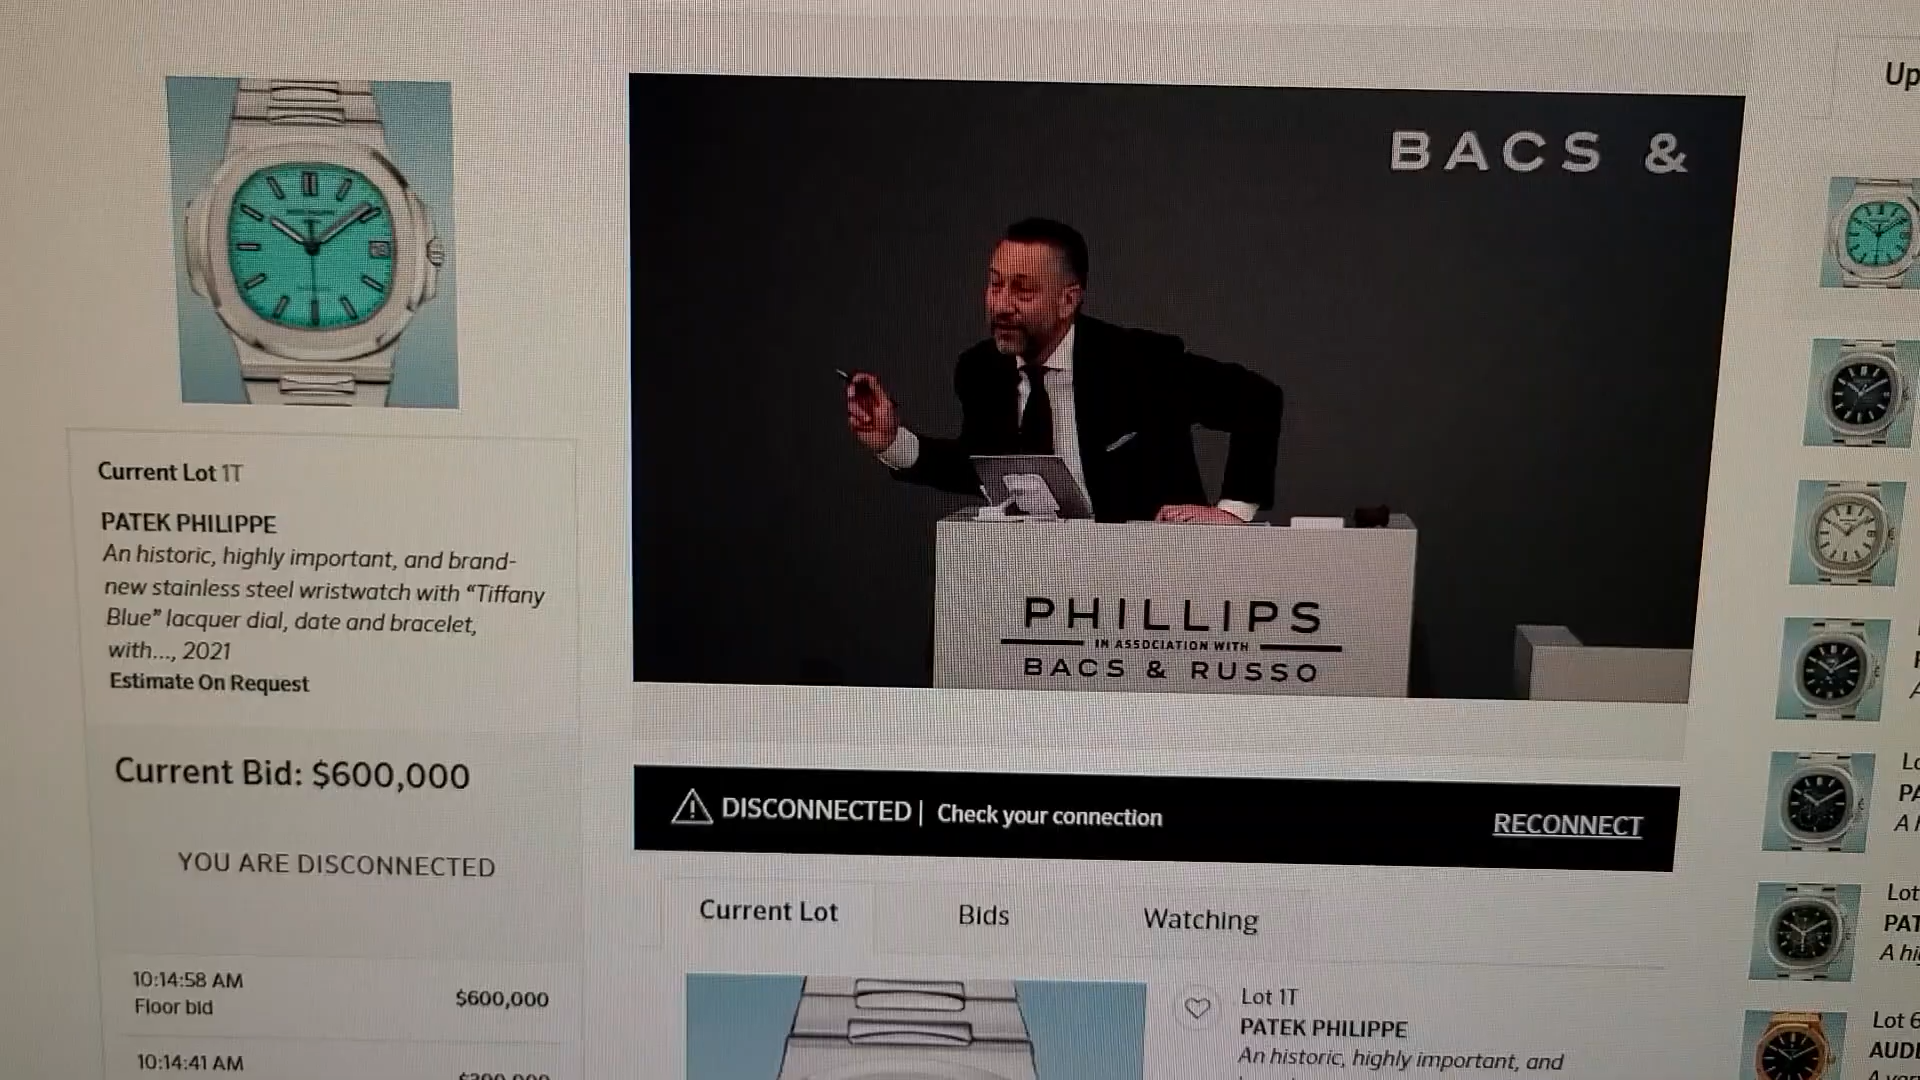 BACS &
Up
Current Lot 1T
PATEK PHILIPPE
An historic, highly important, and brand-
new stainless steel wristwatch with “Tiffany
Blue” lacquer dial, date and bracelet,
with..., 2021
Estimate On Request
PHILLIPS
IN ASSOCIATION WITH
BACS & RUSSO
Current Bid: $600,000
YOU ARE DISCONNECTED
DISCONNECTED | Check your connection
RECONNECT
Current Lot
Bids
Watching
10:14:58 AM
Floor bid
$600,000
10:14:41 AM
Lot 1T
PATEK PHILIPPE
An historic, highly important, and
Lot
PAT
A hi
Lot 6
AUDE